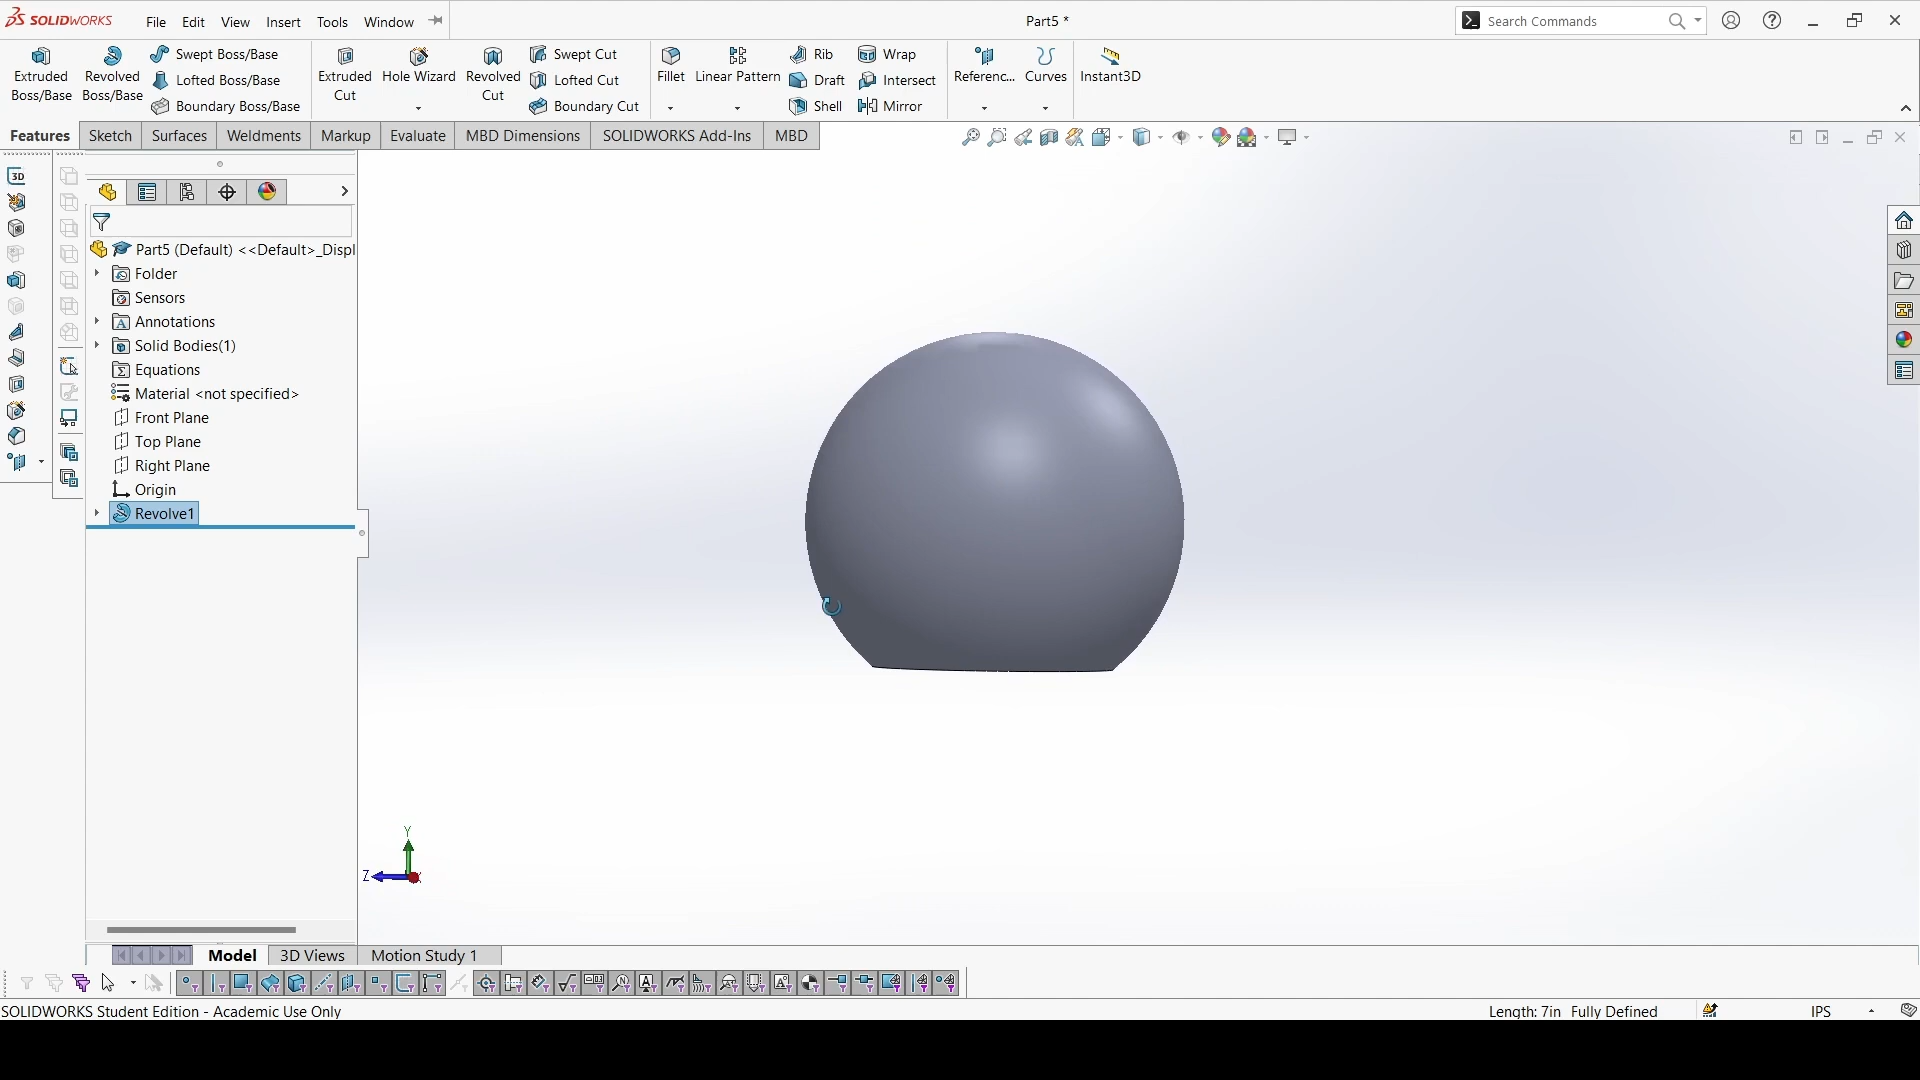 SOLIDWORKS File Edit View Insert Tools Window Part5 * Search Commands
Extruded Boss/Base
Revolved Boss/Base
Swept Boss/Base
Lofted Boss/Base
Boundary Boss/Base
Extruded Cut
Hole Wizard
Revolved Cut
Swept Cut
Lofted Cut
Boundary Cut
Fillet
Linear Pattern
Rib
Draft
Shell
Wrap
Intersect
Mirror
Referenc...
Curves
Instant3D
Features Sketch Surfaces Weldments Markup Evaluate MBD Dimensions SOLIDWORKS Add-Ins MBD
3D
Part5 (Default) <<Default>_Displ
Folder
Sensors
Annotations
Solid Bodies(1)
Equations
Material <not specified>
Front Plane
Top Plane
Right Plane
Origin
Revolve1
Y
Z
Model 3D Views Motion Study 1
SOLIDWORKS Student Edition - Academic Use Only Length: 7in Fully Defined IPS